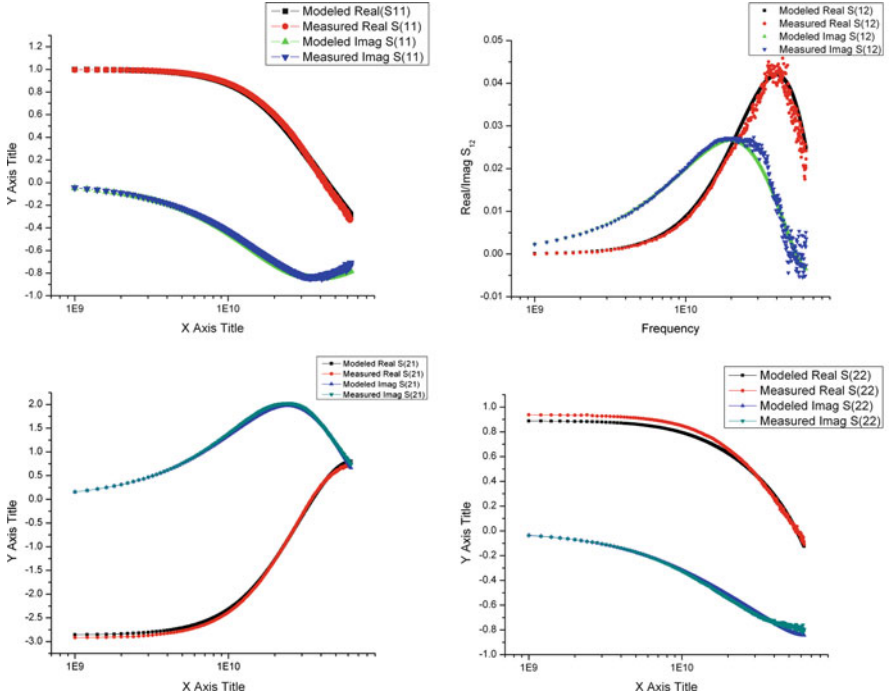 Modeled Real(S11)
Measured Real S(11)
Modeled Imag S(11)
Measured Imag S(11)
1.0
0.8
0.6
0.4
0.2
0.0
-0.2
-0.4
-0.6
-0.8
-1.0
Y Axis Title
1E9
1E10
X Axis Title
Modeled Real S(12)
Measured Real S(12)
Modeled Imag S(12)
Measured Imag S(12)
0.05
0.04
0.03
0.02
0.01
0.00
-0.01
Real/Imag S12
1E9
1E10
Frequency
Modeled Real S(21)
Measured Real S(21)
Modeled Imag S(21)
Measured Imag S(21)
2.0
1.5
1.0
0.5
0.0
-0.5
-1.0
-1.5
-2.0
-2.5
-3.0
Y Axis Title
1E9
1E10
X Axis Title
Modeled Real S(22)
Measured Real S(22)
Modeled Imag S(22)
Measured Imag S(22)
1.0
0.8
0.6
0.4
0.2
0.0
-0.2
-0.4
-0.6
-0.8
-1.0
Y Axis Title
1E9
1E10
X Axis Title